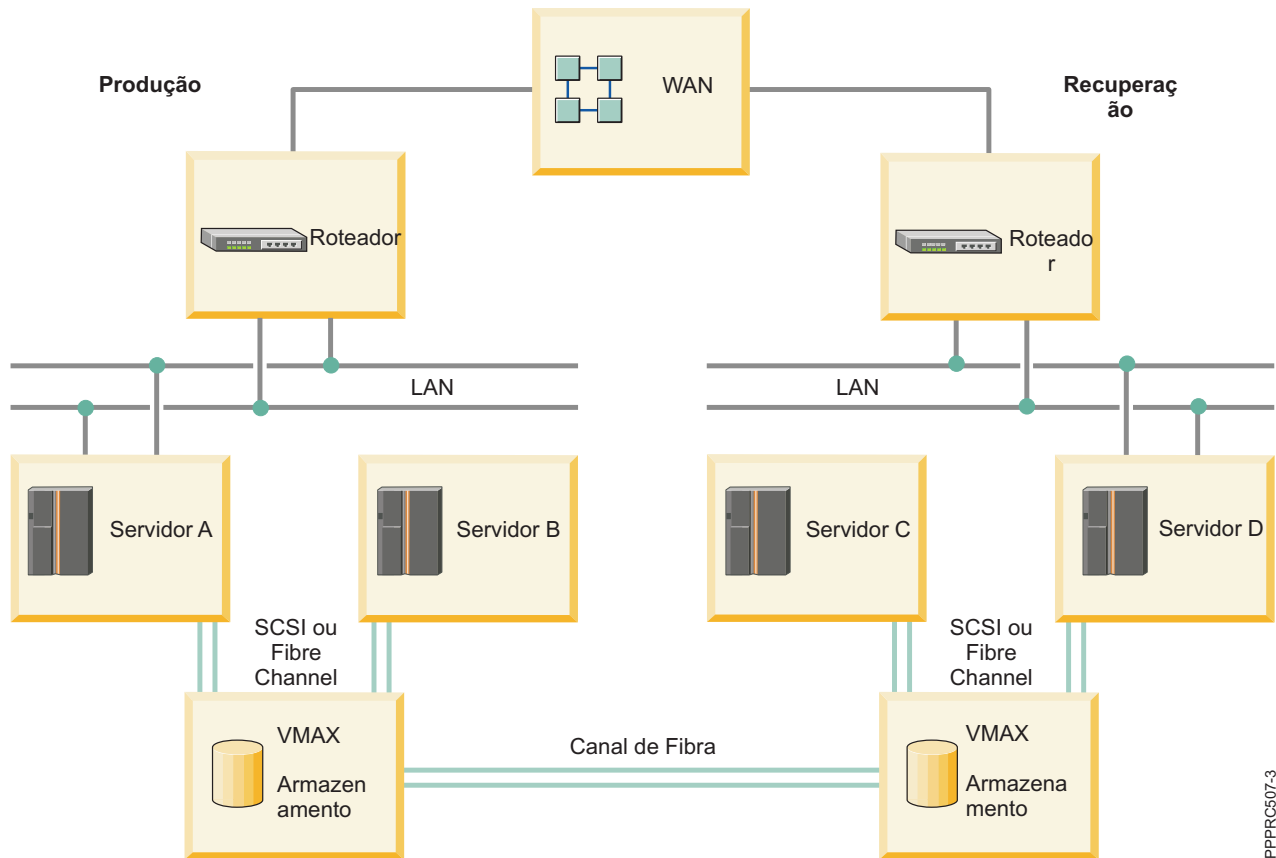 Produção
WAN
Recuperaç
ão
Roteador
Roteado
r
LAN
LAN
Servidor A
Servidor B
Servidor C
Servidor D
SCSI ou
Fibre
Channel
SCSI ou
Fibre
Channel
VMAX
Armazen
amento
Canal de Fibra
VMAX
Armazena
mento
PPPRC507-3